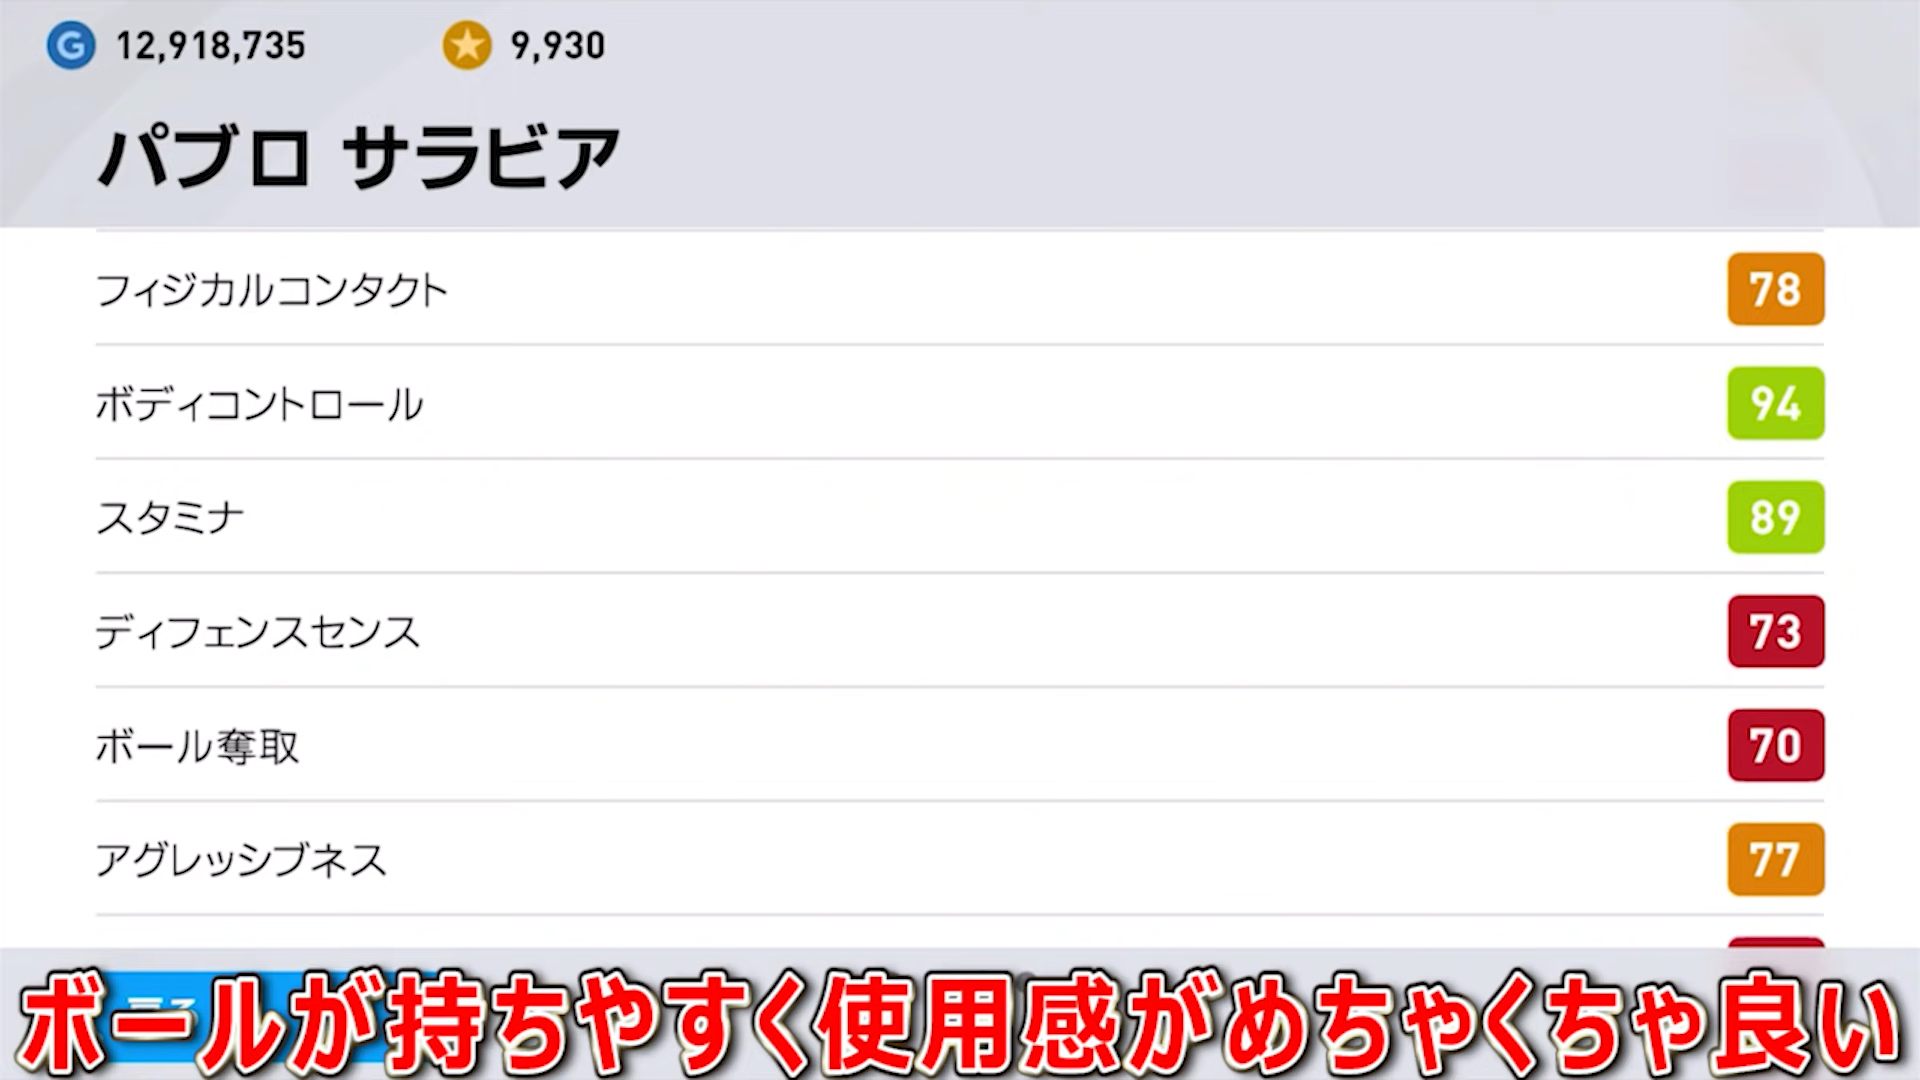 G 12,918,735 9,930
パブロ サラビア
フィジカルコンタクト 78
ボディコントロール 94
スタミナ 89
ディフェンスセンス 73
ボール奪取 70
アグレッシブネス 77
ボールが持ちやすく使用感がめちゃくちゃ良い